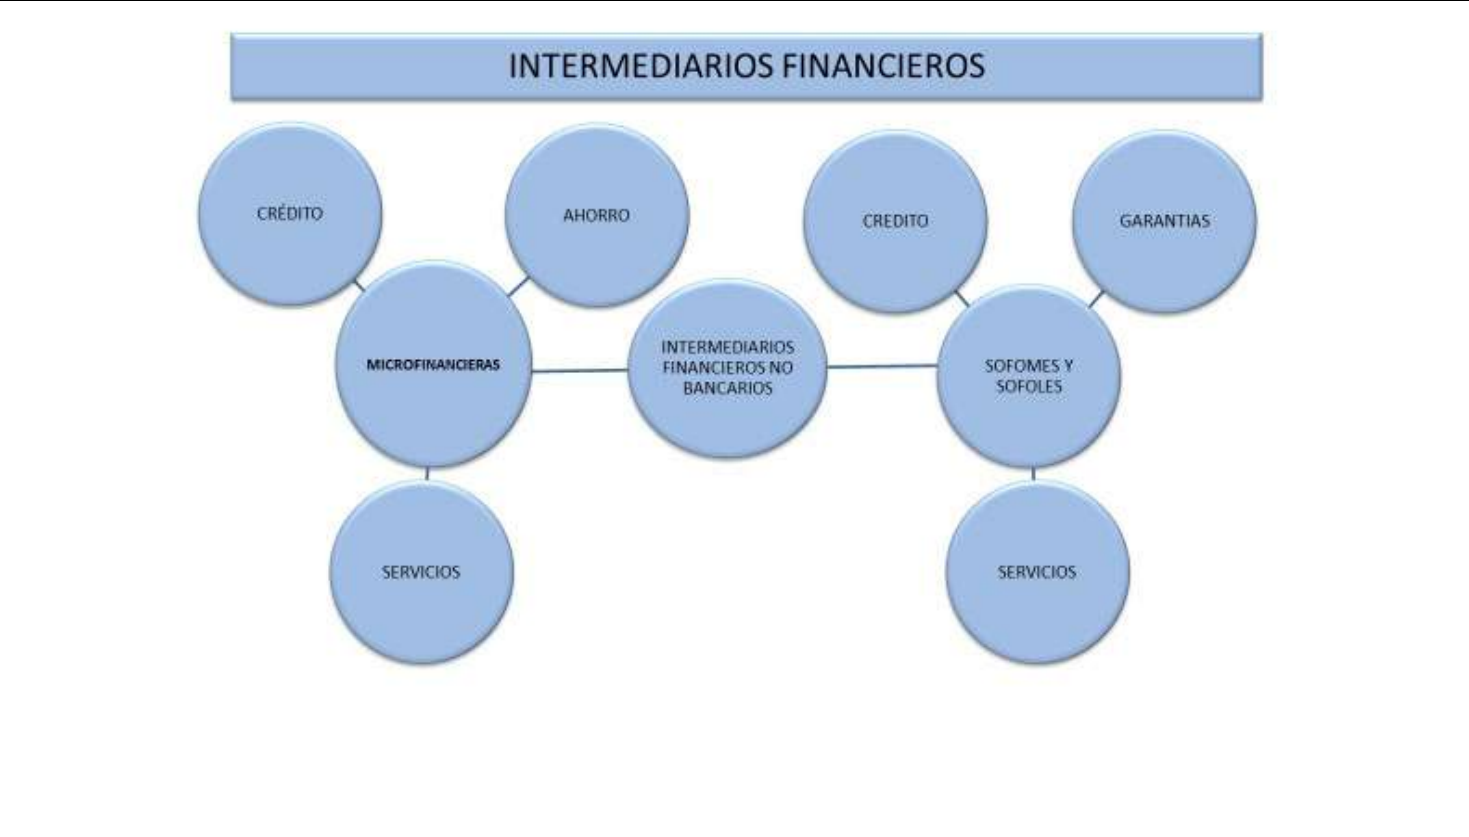 INTERMEDIARIOS FINANCIEROS
CRÉDITO
AHORRO
CREDITO
GARANTIAS
MICROFINANCIERAS
INTERMEDIARIOS
FINANCIEROS NO
BANCARIOS
SOFOMES Y
SOFOLES
SERVICIOS
SERVICIOS